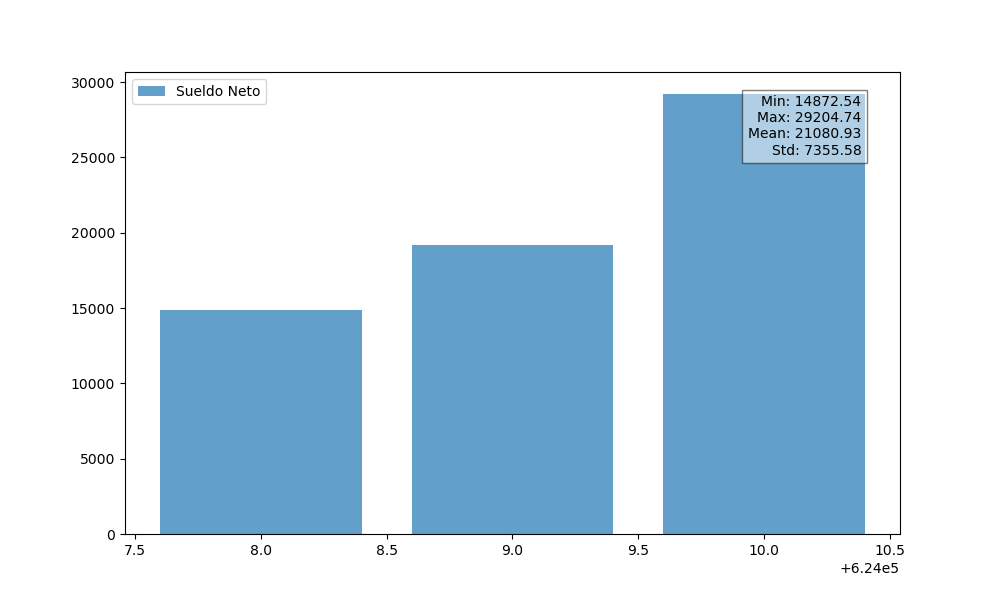 Sueldo Neto
Min: 14872.54
Max: 29204.74
Mean: 21080.93
Std: 7355.58
30000
25000
20000
15000
10000
5000
0
7.5 8.0 8.5 9.0 9.5 10.0 10.5
+6.24e5